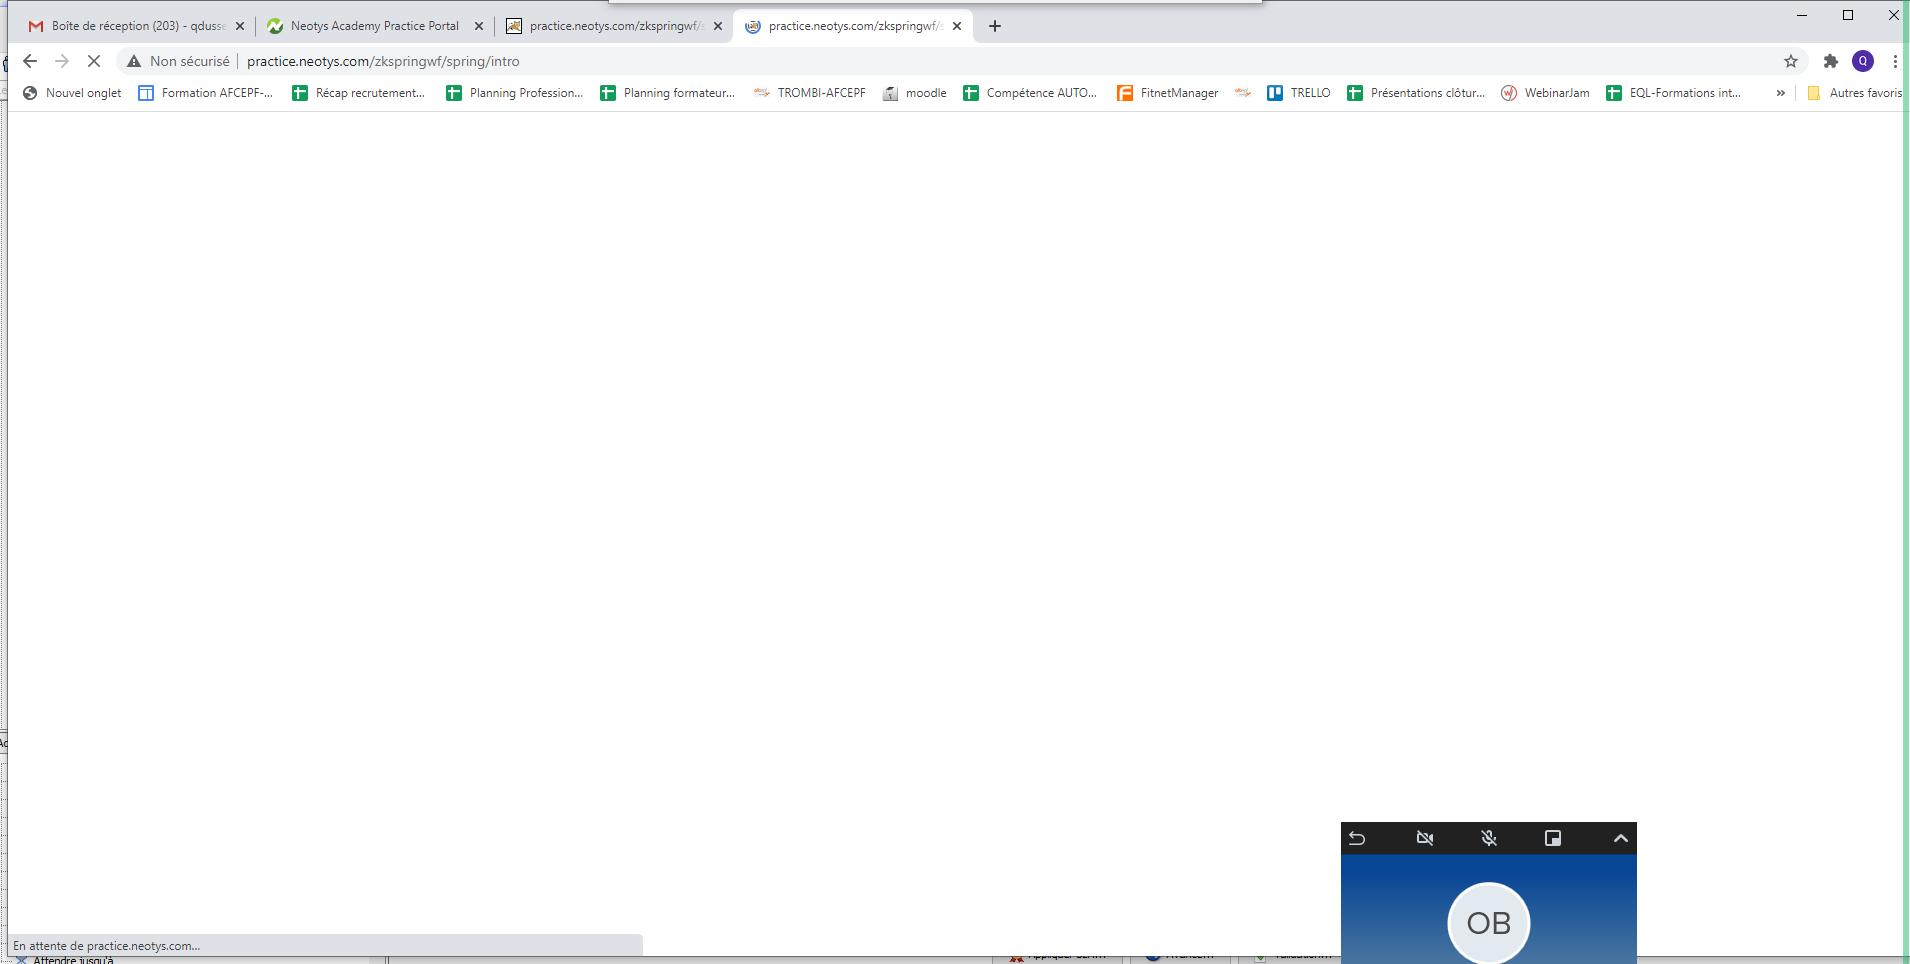 Boîte de réception (203) - qdusse
Neotys Academy Practice Portal
practice.neotys.com/zkspringwf/s
practice.neotys.com/zkspringwf/s
Non sécurisé practice.neotys.com/zkspringwf/spring/intro Q
Nouvel onglet Formation AFCEPF-... Récap recrutement... Planning Profession... Planning formateur... TROMBI-AFCEPF moodle Compétence AUTO... FitnetManager TRELLO Présentations clôtur... WebinarJam EQL-Formations int... » Autres favoris
OB
En attente de practice.neotys.com...
Attendre jusqu'à